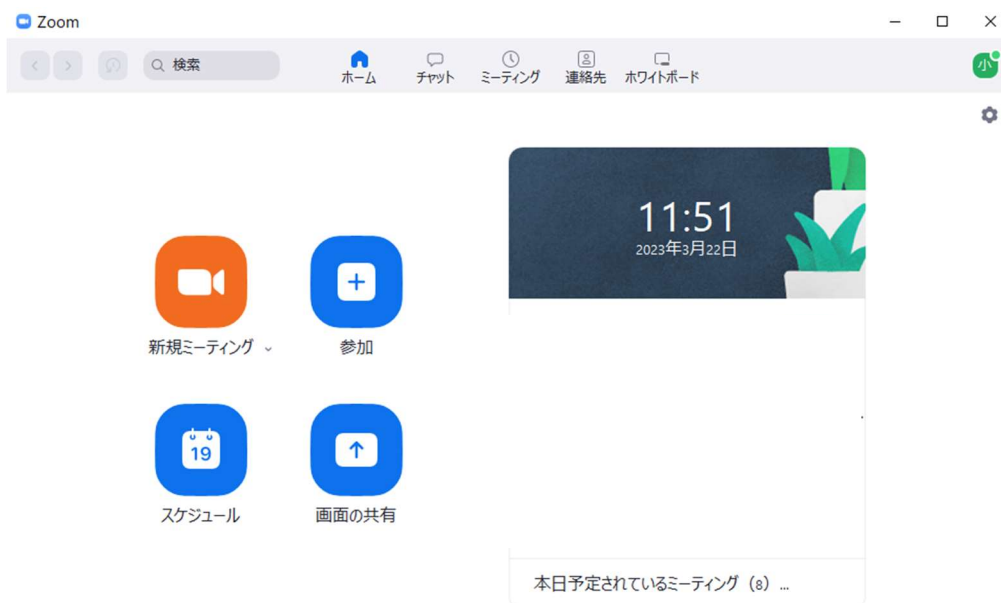 Zoom
検索
ホーム
チャット
ミーティング
連絡先
ホワイトボード
小
11:51
2023年3月22日
新規ミーティング
参加
19
スケジュール
画面の共有
本日予定されているミーティング（8）...